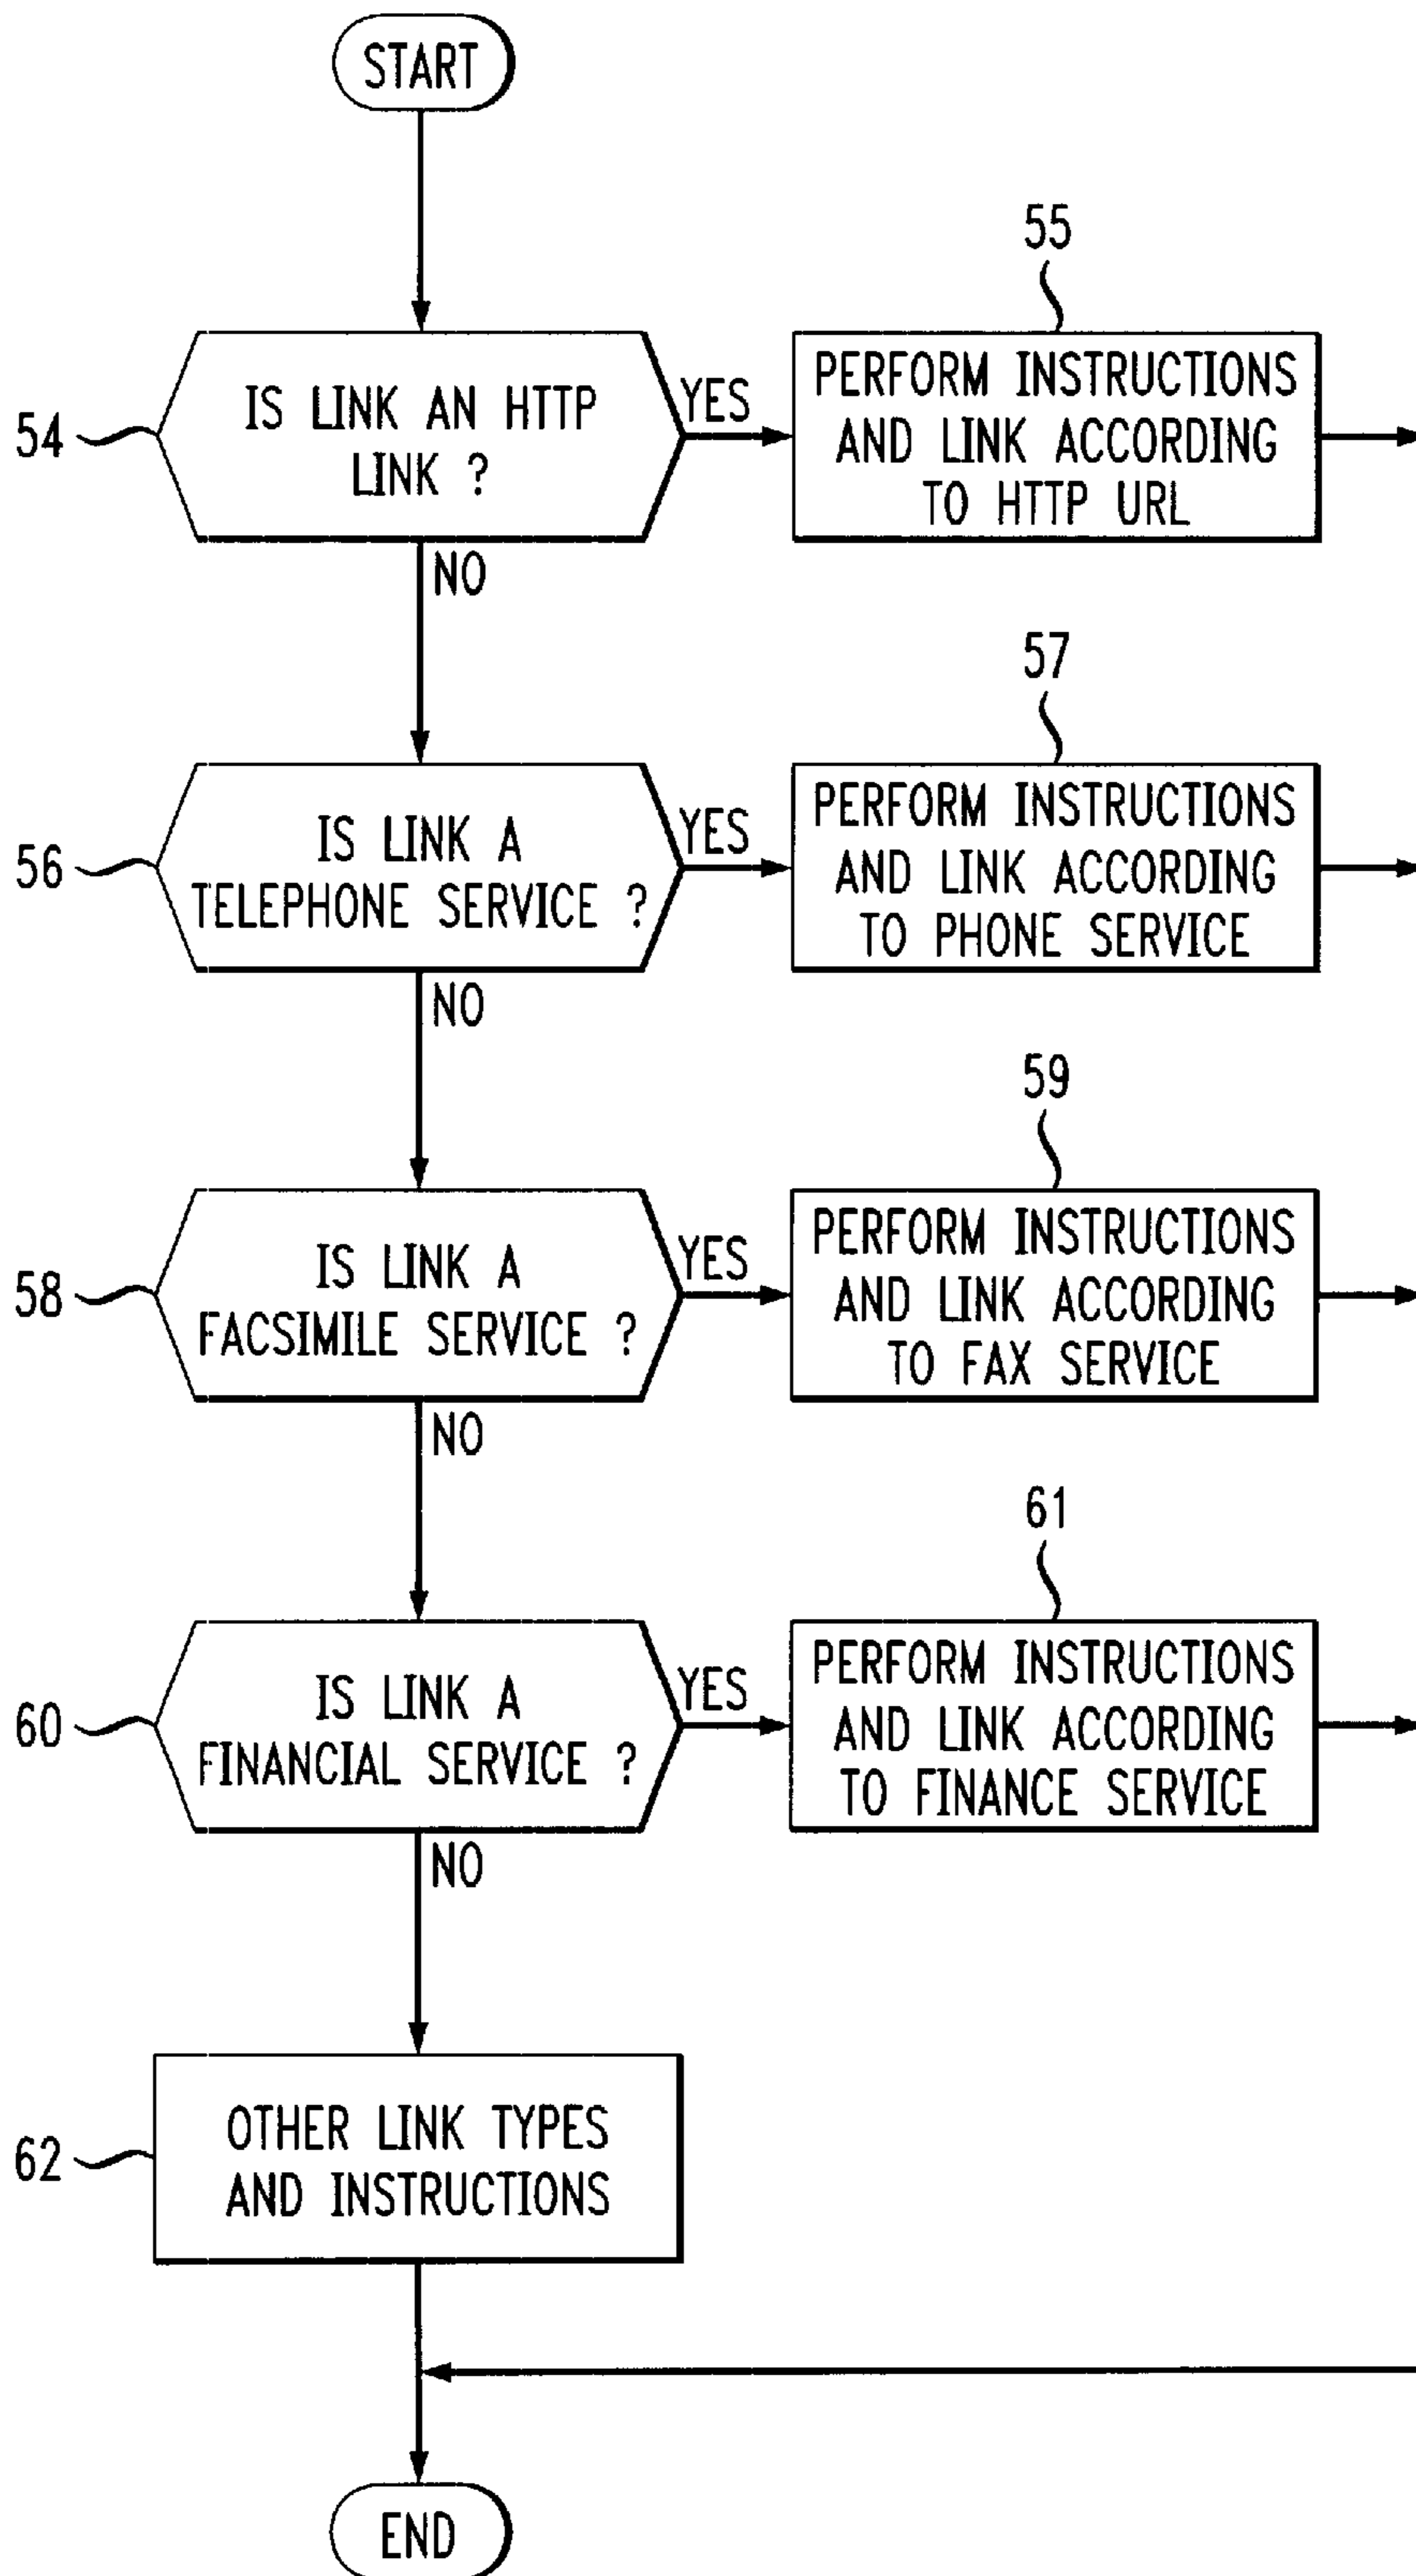 START
55
54
IS LINK AN HTTP
LINK ?
YES
PERFORM INSTRUCTIONS
AND LINK ACCORDING
TO HTTP URL
NO
57
56
IS LINK A
TELEPHONE SERVICE ?
YES
PERFORM INSTRUCTIONS
AND LINK ACCORDING
TO PHONE SERVICE
NO
59
58
IS LINK A
FACSIMILE SERVICE ?
YES
PERFORM INSTRUCTIONS
AND LINK ACCORDING
TO FAX SERVICE
NO
61
60
IS LINK A
FINANCIAL SERVICE ?
YES
PERFORM INSTRUCTIONS
AND LINK ACCORDING
TO FINANCE SERVICE
NO
62
OTHER LINK TYPES
AND INSTRUCTIONS
END